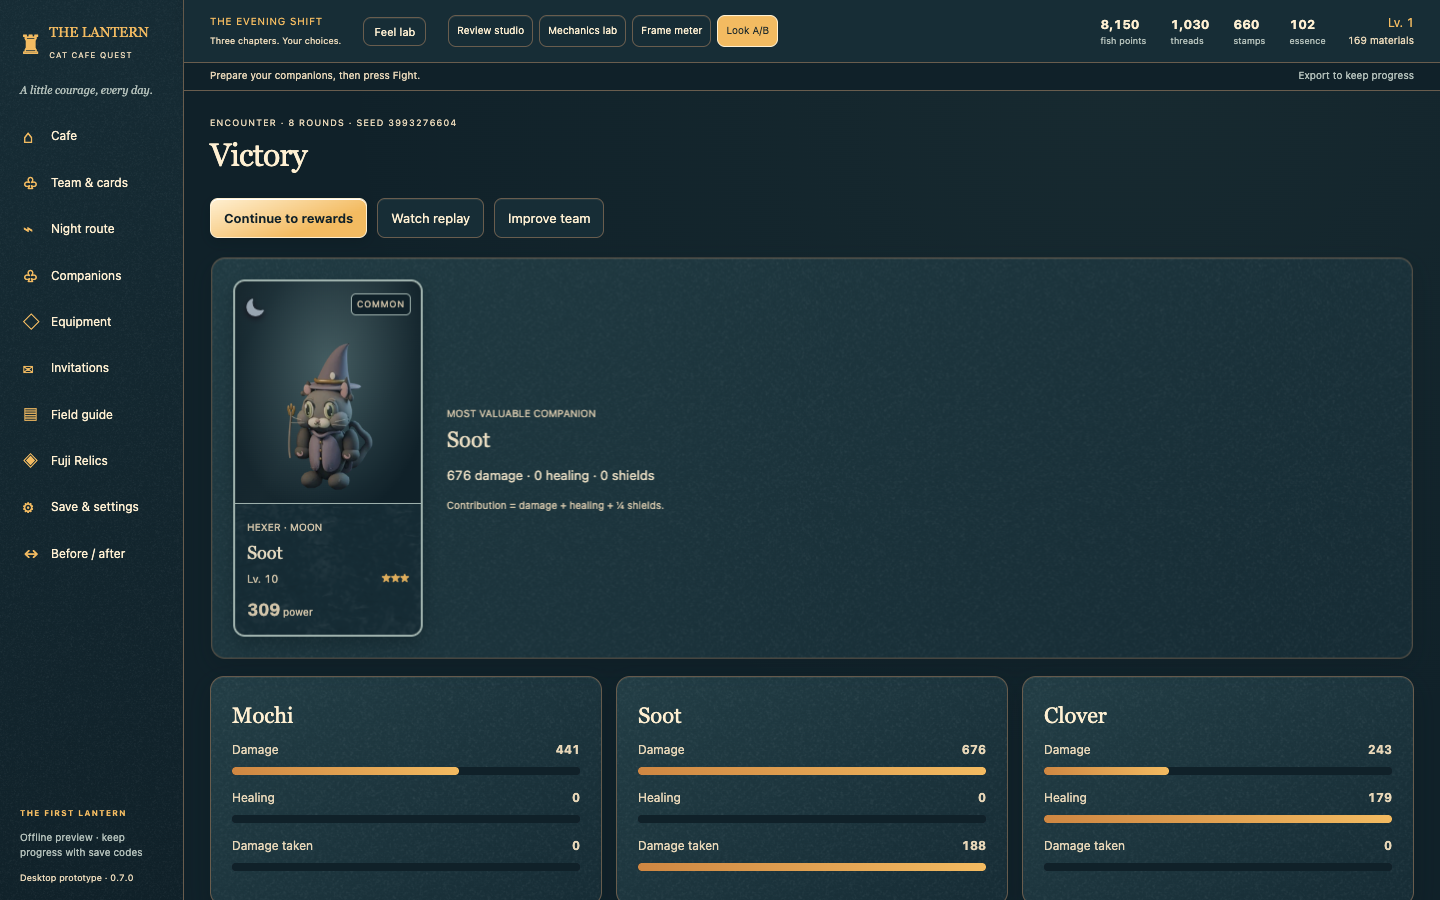 THE LANTERN
CAT CAFE QUEST
A little courage, every day.
Cafe
Team & cards
Night route
Companions
Equipment
Invitations
Field guide
Fuji Relics
Save & settings
Before / after
THE FIRST LANTERN
Offline preview · keep
progress with save codes
Desktop prototype · 0.7.0
THE EVENING SHIFT
Three chapters. Your choices.
Feel lab
Review studio
Mechanics lab
Frame meter
Look A/B
8,150
fish points
1,030
threads
660
stamps
102
essence
Lv. 1
169 materials
Prepare your companions, then press Fight.
Export to keep progress
ENCOUNTER · 8 ROUNDS · SEED 3993276604
Victory
Continue to rewards
Watch replay
Improve team
COMMON
HEXER · MOON
Soot
Lv. 10
★★★
309 power
MOST VALUABLE COMPANION
Soot
676 damage · 0 healing · 0 shields
Contribution = damage + healing + ¼ shields.
Mochi
Damage 441
Healing 0
Damage taken 0
Soot
Damage 676
Healing 0
Damage taken 188
Clover
Damage 243
Healing 179
Damage taken 0